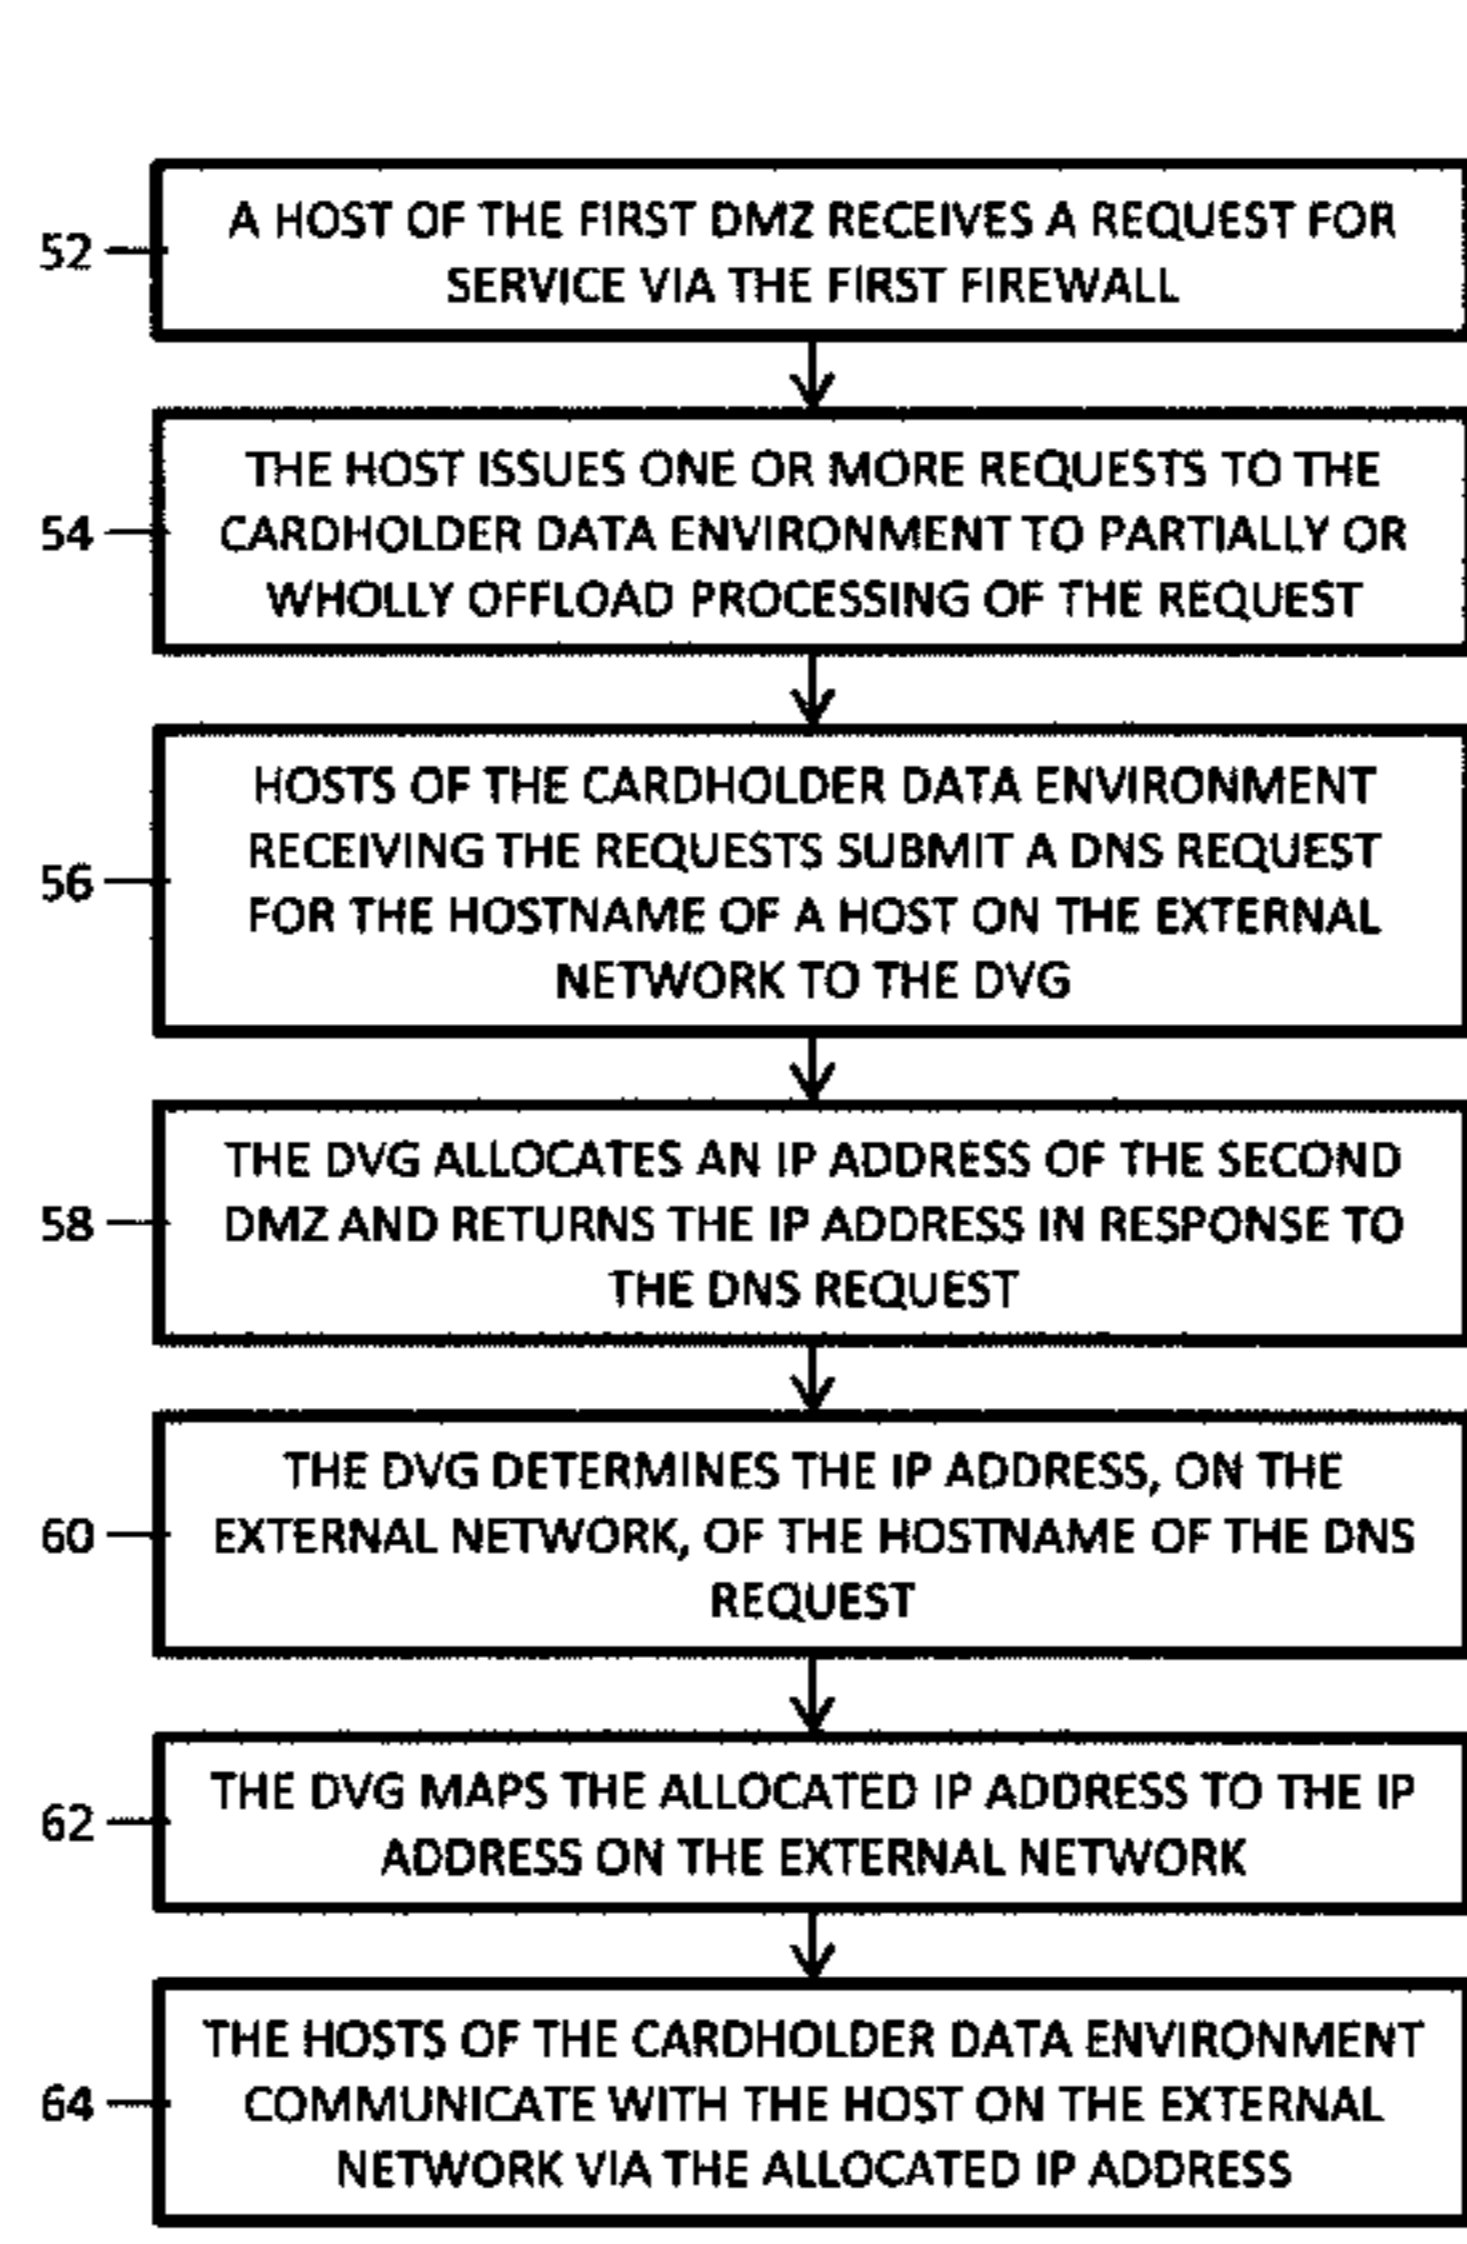 52
A HOST OF THE FIRST DMZ RECEIVES A REQUEST FOR
SERVICE VIA THE FIRST FIREWALL
54
THE HOST ISSUES ONE OR MORE REQUESTS TO THE
CARDHOLDER DATA ENVIRONMENT TO PARTIALLY OR
WHOLLY OFFLOAD PROCESSING OF THE REQUEST
56
HOSTS OF THE CARDHOLDER DATA ENVIRONMENT
RECEIVING THE REQUESTS SUBMIT A DNS REQUEST
FOR THE HOSTNAME OF A HOST ON THE EXTERNAL
NETWORK TO THE DVG
58
THE DVG ALLOCATES AN IP ADDRESS OF THE SECOND
DMZ AND RETURNS THE IP ADDRESS IN RESPONSE TO
THE DNS REQUEST
60
THE DVG DETERMINES THE IP ADDRESS, ON THE
EXTERNAL NETWORK, OF THE HOSTNAME OF THE DNS
REQUEST
62
THE DVG MAPS THE ALLOCATED IP ADDRESS TO THE IP
ADDRESS ON THE EXTERNAL NETWORK
64
THE HOSTS OF THE CARDHOLDER DATA ENVIRONMENT
COMMUNICATE WITH THE HOST ON THE EXTERNAL
NETWORK VIA THE ALLOCATED IP ADDRESS